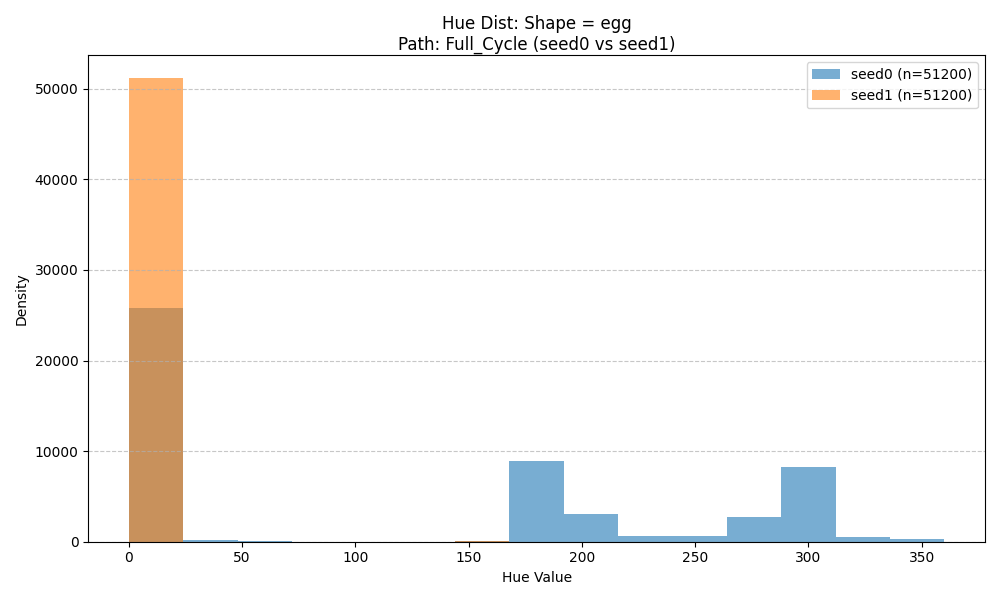 Hue Dist: Shape = egg
Path: Full_Cycle (seed0 vs seed1)
seed0 (n=51200)
seed1 (n=51200)
Density
50000
40000
30000
20000
10000
0
0 50 100 150 200 250 300 350
Hue Value